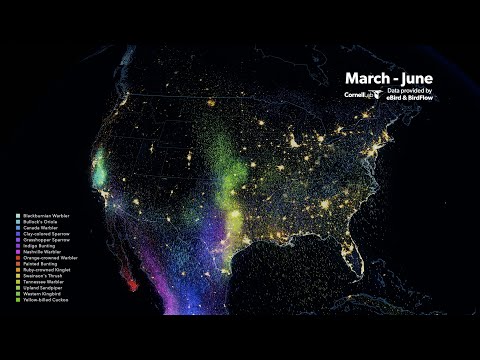 March - June
CornellLab
Data provided by
eBird & BirdFlow
Blackburnian Warbler
Bullock's Oriole
Canada Warbler
Clay-colored Sparrow
Grasshopper Sparrow
Indigo Bunting
Nashville Warbler
Orange-crowned Warbler
Painted Bunting
Ruby-crowned Kinglet
Swainson's Thrush
Tennessee Warbler
Upland Sandpiper
Western Kingbird
Yellow-billed Cuckoo